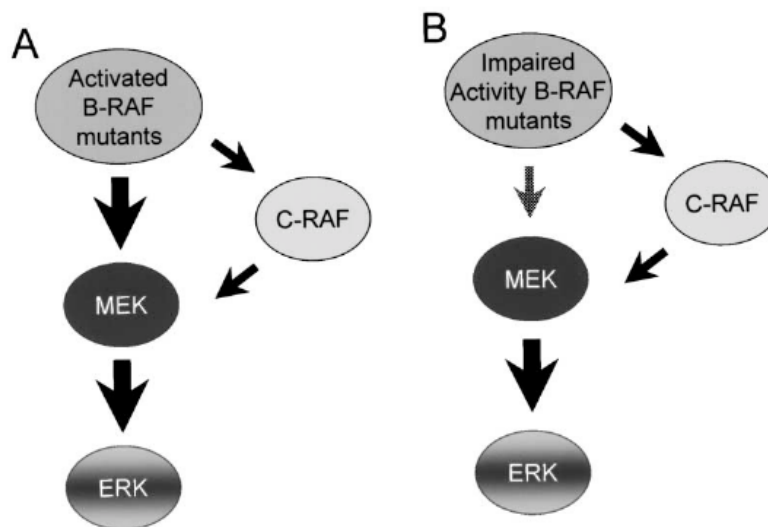 A
Activated
B-RAF
mutants
C-RAF
MEK
ERK
B
Impaired
Activity B-RAF
mutants
C-RAF
MEK
ERK